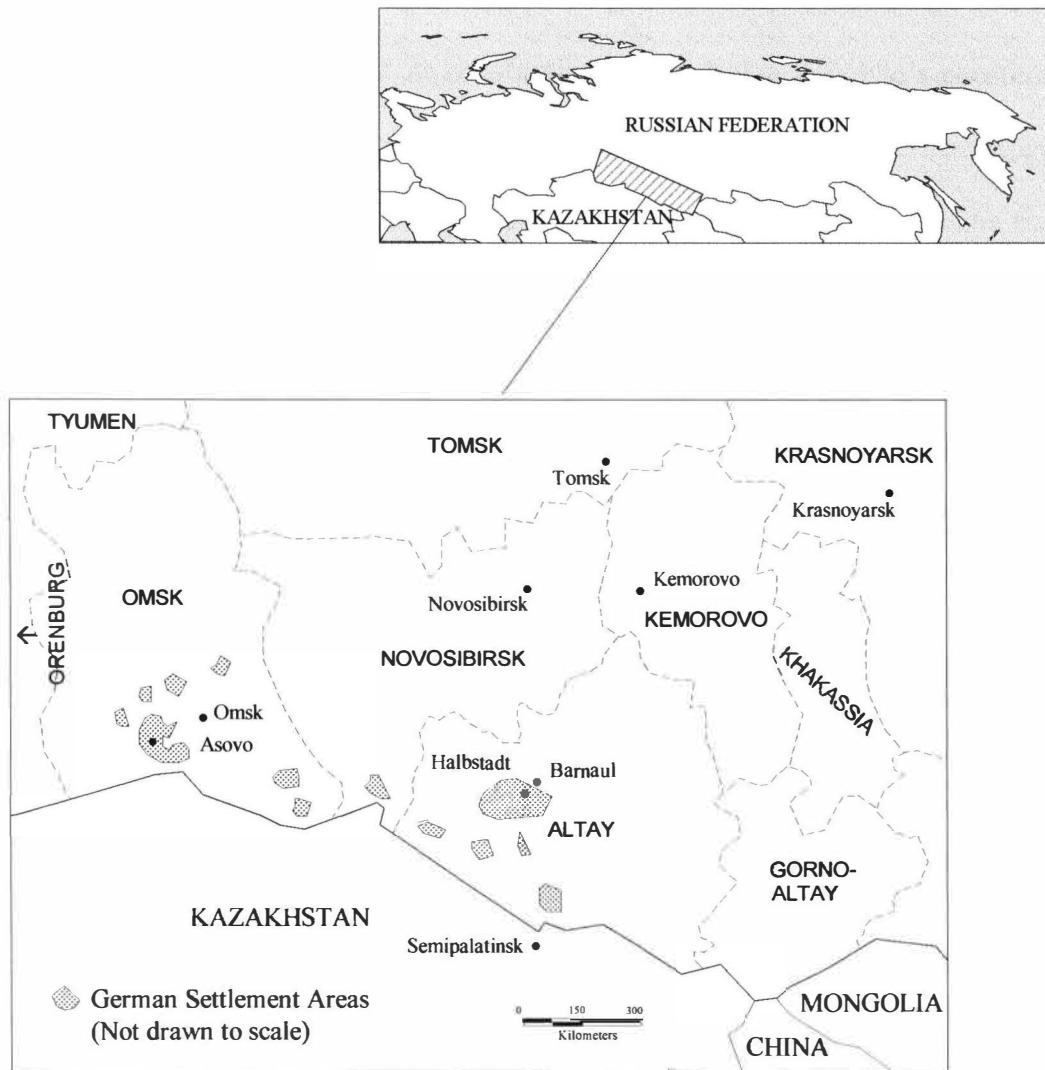 RUSSIAN FEDERATION
KAZAKHSTAN
TYUMEN
TOMSK
Tomsk
KRASNOYARSK
Krasnoyarsk
ORENBURG
OMSK
Novosibirsk
Kemorovo
KEMOROVO
NOVOSIBIRSK
KHAKASSIA
Omsk
Asovo
Halbstadt
Barnaul
ALTAY
GORNO-
ALTAY
KAZAKHSTAN
Semipalatinsk
German Settlement Areas
(Not drawn to scale)
0 150 300
Kilometers
MONGOLIA
CHINA